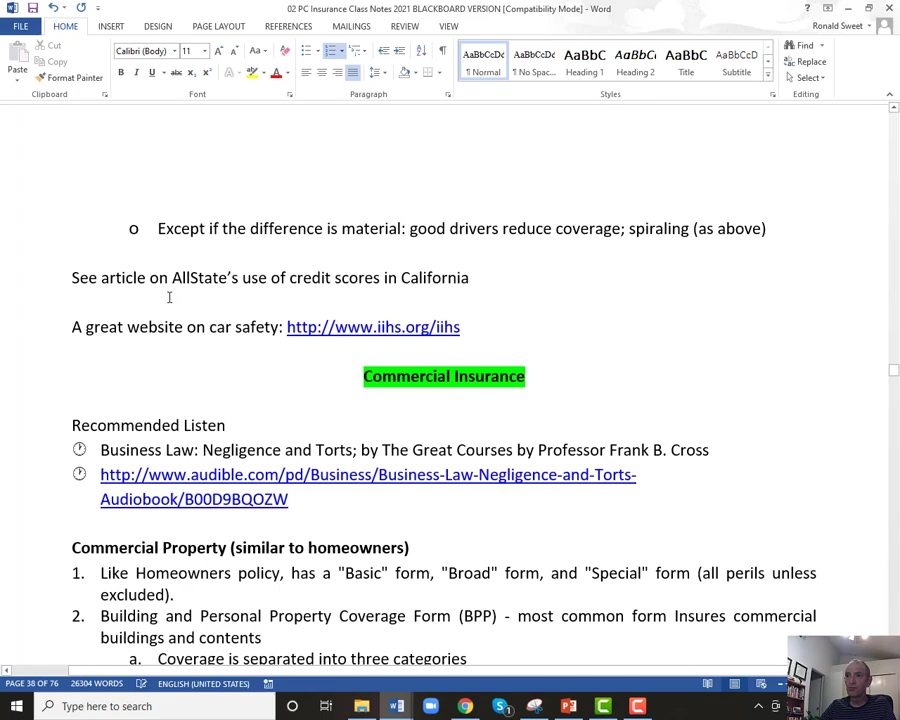 02 PC Insurance Class Notes 2021 BLACKBOARD VERSION [Compatibility Mode] - Word
FILE HOME INSERT DESIGN PAGE LAYOUT REFERENCES MAILINGS REVIEW VIEW Ronald Sweet
Paste
Cut
Copy
Format Painter
Calibri (Body) 11
AaBbCcDc AaBbCcDc AaBbC AaBbCc AaBbC AaBbCcD
¶ Normal ¶ No Spac... Heading 1 Heading 2 Title Subtitle
Find
Replace
Select
Clipboard Font Paragraph Styles Editing
o Except if the difference is material: good drivers reduce coverage; spiraling (as above)
See article on AllState's use of credit scores in California
A great website on car safety: http://www.iihs.org/iihs
Commercial Insurance
Recommended Listen
Business Law: Negligence and Torts; by The Great Courses by Professor Frank B. Cross
http://www.audible.com/pd/Business/Business-Law-Negligence-and-Torts-
Audiobook/B00D9BQOZW
Commercial Property (similar to homeowners)
1. Like Homeowners policy, has a "Basic" form, "Broad" form, and "Special" form (all perils unless
excluded).
2. Building and Personal Property Coverage Form (BPP) - most common form Insures commercial
buildings and contents
a. Coverage is separated into three categories
PAGE 38 OF 76 26304 WORDS ENGLISH (UNITED STATES)
Type here to search